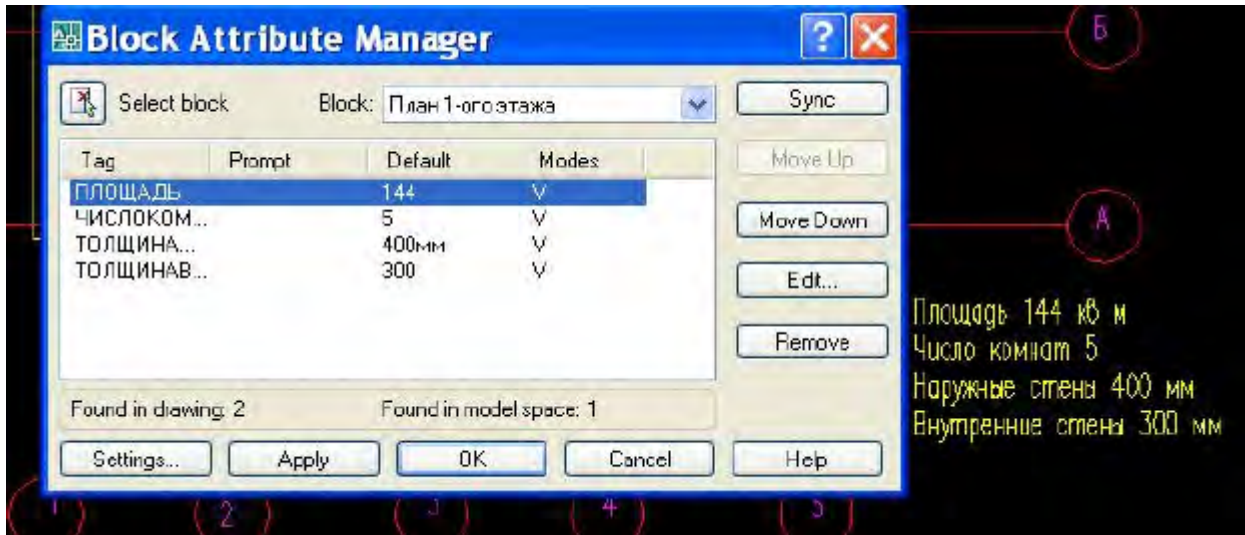 Block Attribute Manager
Б
Select block Block: План 1-ого этажа Sync
Tag Prompt Default Modes Move Up
ПЛОЩАДЬ 144 V
ЧИСЛОКОМ... 5 V
ТОЛЩИНА... 400мм V
ТОЛЩИНАВ... 300 V
Move Down
А
Edit...
Remove
Площадь 144 кв м
Число комнат 5
Наружные стены 400 мм
Внутренние стены 300 мм
Found in drawing: 2 Found in model space: 1
Settings... Apply OK Cancel Help
1 2 3 4 5